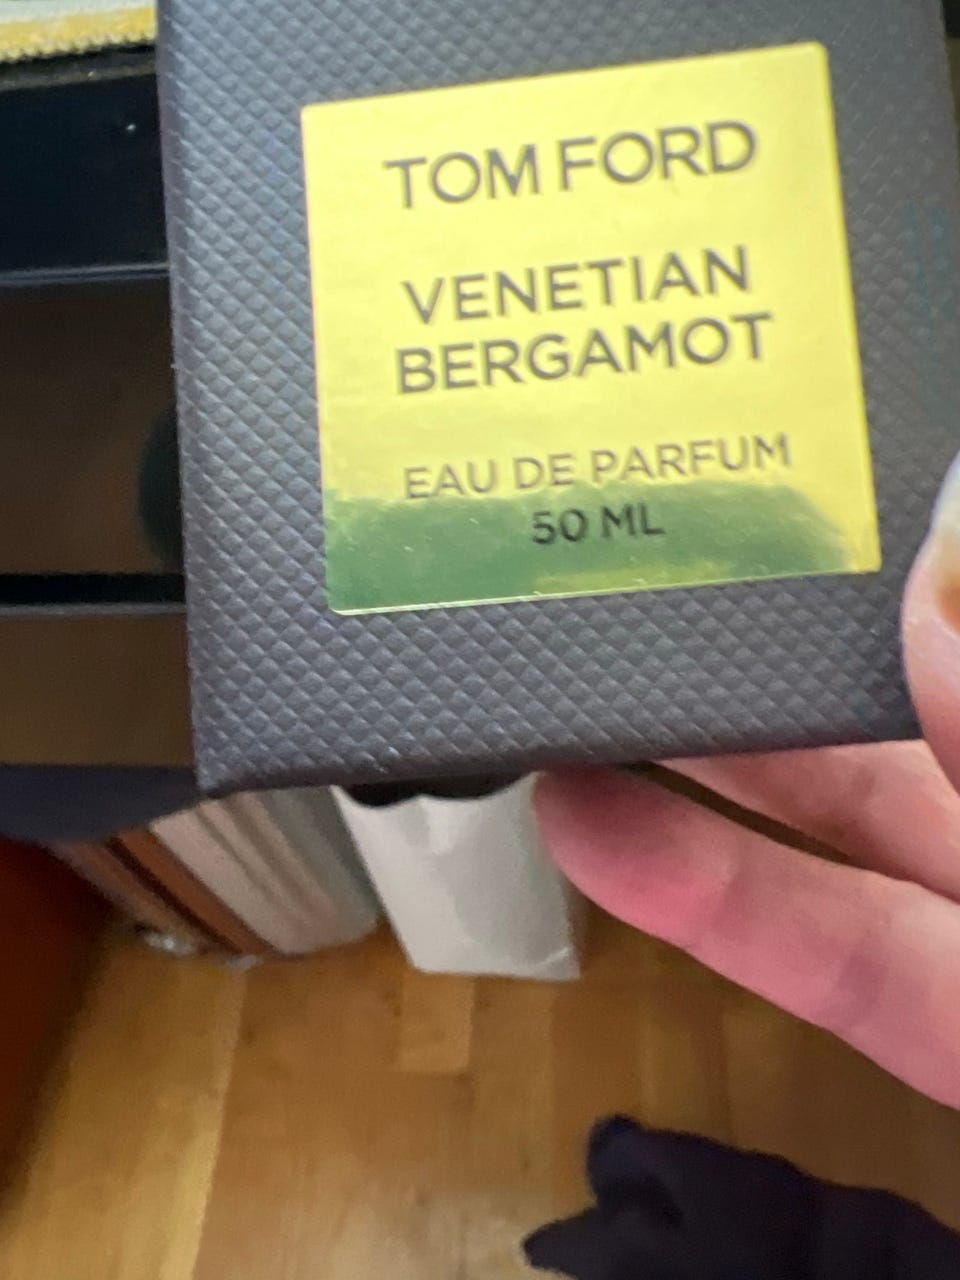 TOM FORD
VENETIAN
BERGAMOT
EAU DE PARFUM
50 ML